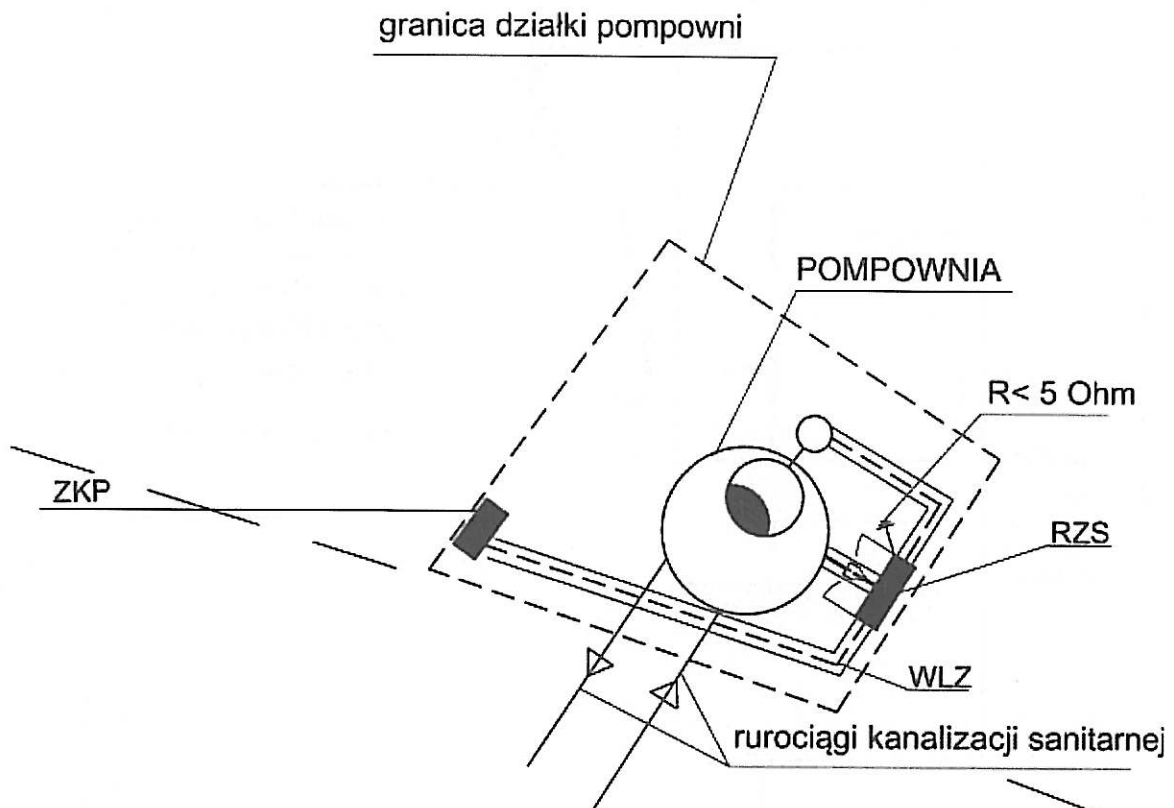 granica działki pompowni
POMPOWNIA
R< 5 Ohm
ZKP
RZS
WLZ
rurociągi kanalizacji sanitarnej